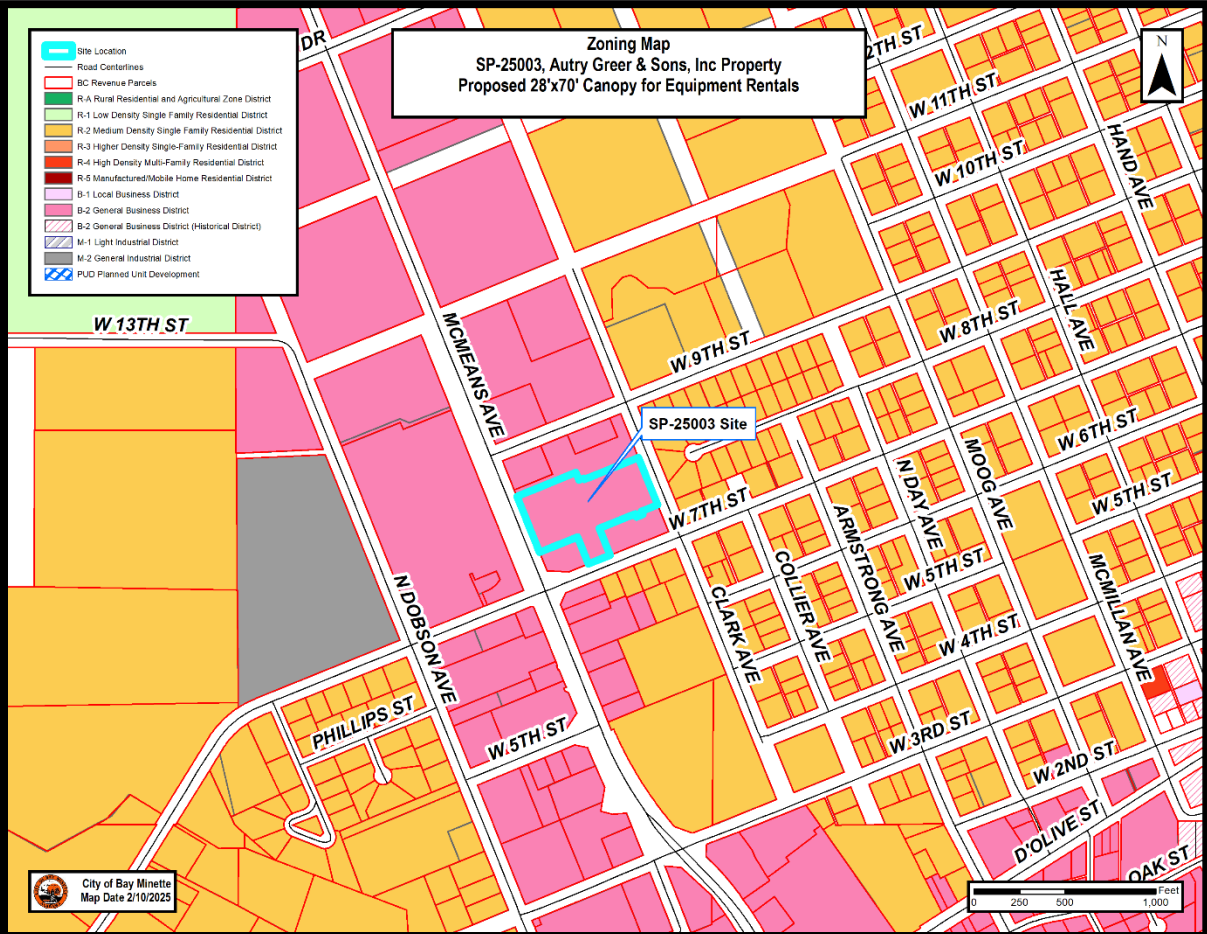 Zoning Map
SP-25003, Autry Greer & Sons, Inc Property
Proposed 28'x70' Canopy for Equipment Rentals
N
Site Location
Road Centerlines
BC Revenue Parcels
R-A Rural Residential and Agricultural Zone District
R-1 Low Density Single Family Residential District
R-2 Medium Density Single Family Residential District
R-3 Higher Density Single-Family Residential District
R-4 High Density Multi-Family Residential District
R-5 Manufactured/Mobile Home Residential District
B-1 Local Business District
B-2 General Business District
B-2 General Business District (Historical District)
M-1 Light Industrial District
M-2 General Industrial District
PUD Planned Unit Development
DR
2TH ST
W 11TH ST
W 10TH ST
HAND AVE
W 13TH ST
MCMEANS AVE
W 9TH ST
W 8TH ST
HALL AVE
SP-25003 Site
W 6TH ST
MOOG AVE
N DAY AVE
W 7TH ST
W 5TH ST
ARMSTRONG AVE
COLLIER AVE
W 5TH ST
N DOBSON AVE
CLARK AVE
MCMILLAN AVE
W 4TH ST
PHILLIPS ST
W 5TH ST
W 3RD ST
W 2ND ST
D'OLIVE ST
OAK ST
City of Bay Minette
Map Date 2/10/2025
Feet
0 250 500 1,000